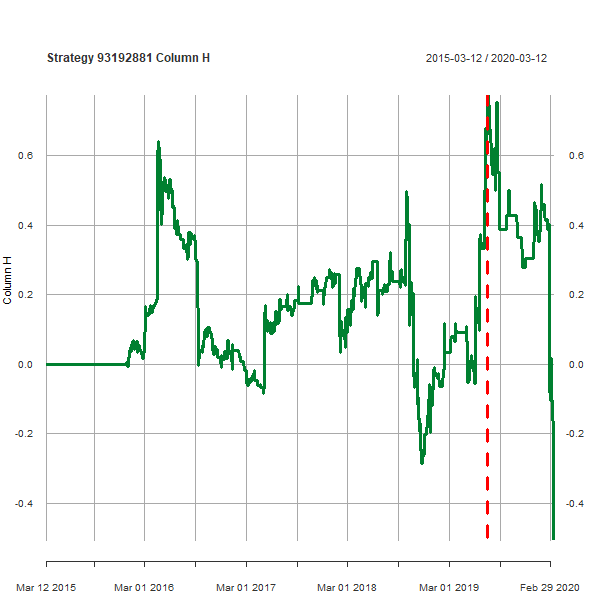 Strategy 93192881 Column H
2015-03-12 / 2020-03-12
0.6
0.4
0.2
0.0
-0.2
-0.4
Column H
0.6
0.4
0.2
0.0
-0.2
-0.4
Mar 12 2015
Mar 01 2016
Mar 01 2017
Mar 01 2018
Mar 01 2019
Feb 29 2020